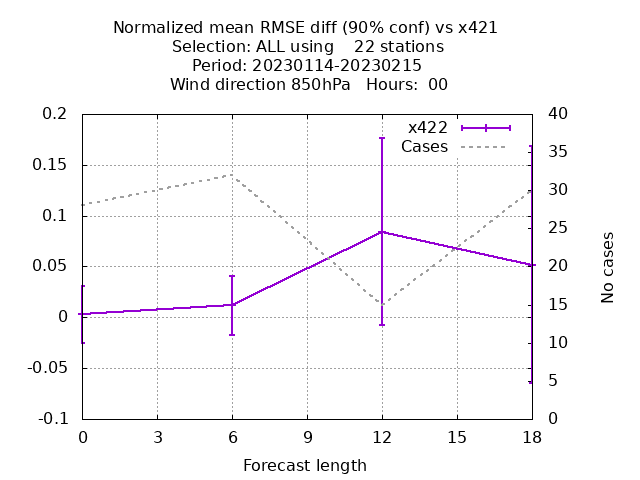 Normalized mean RMSE diff (90% conf) vs x421
Selection: ALL using    22 stations
Period: 20230114-20230215
Wind direction 850hPa   Hours:  00
x422
Cases
0.2
0.15
0.1
0.05
0
-0.05
-0.1
40
35
30
25
20
15
10
5
0
No cases
0 3 6 9 12 15 18
Forecast length